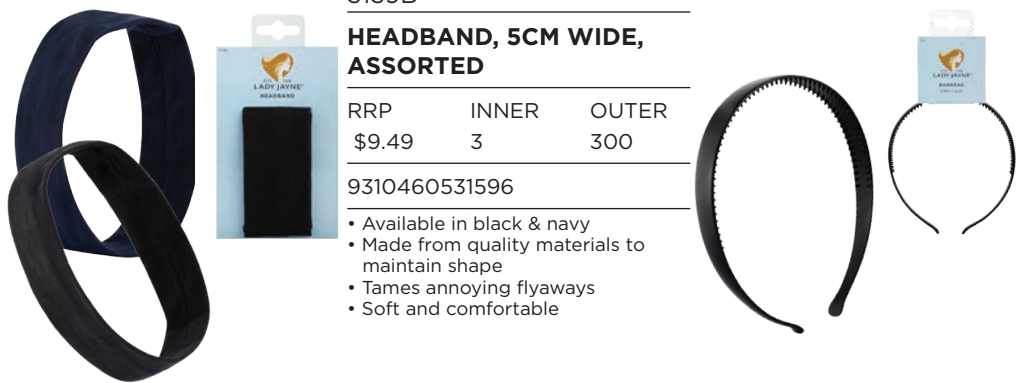 HEADBAND, 5CM WIDE,
ASSORTED
RRP INNER OUTER
$9.49 3 300
9310460531596
• Available in black & navy
• Made from quality materials to
maintain shape
• Tames annoying flyaways
• Soft and comfortable
LADY JAYNE®
HEADBAND
LADY JAYNE®